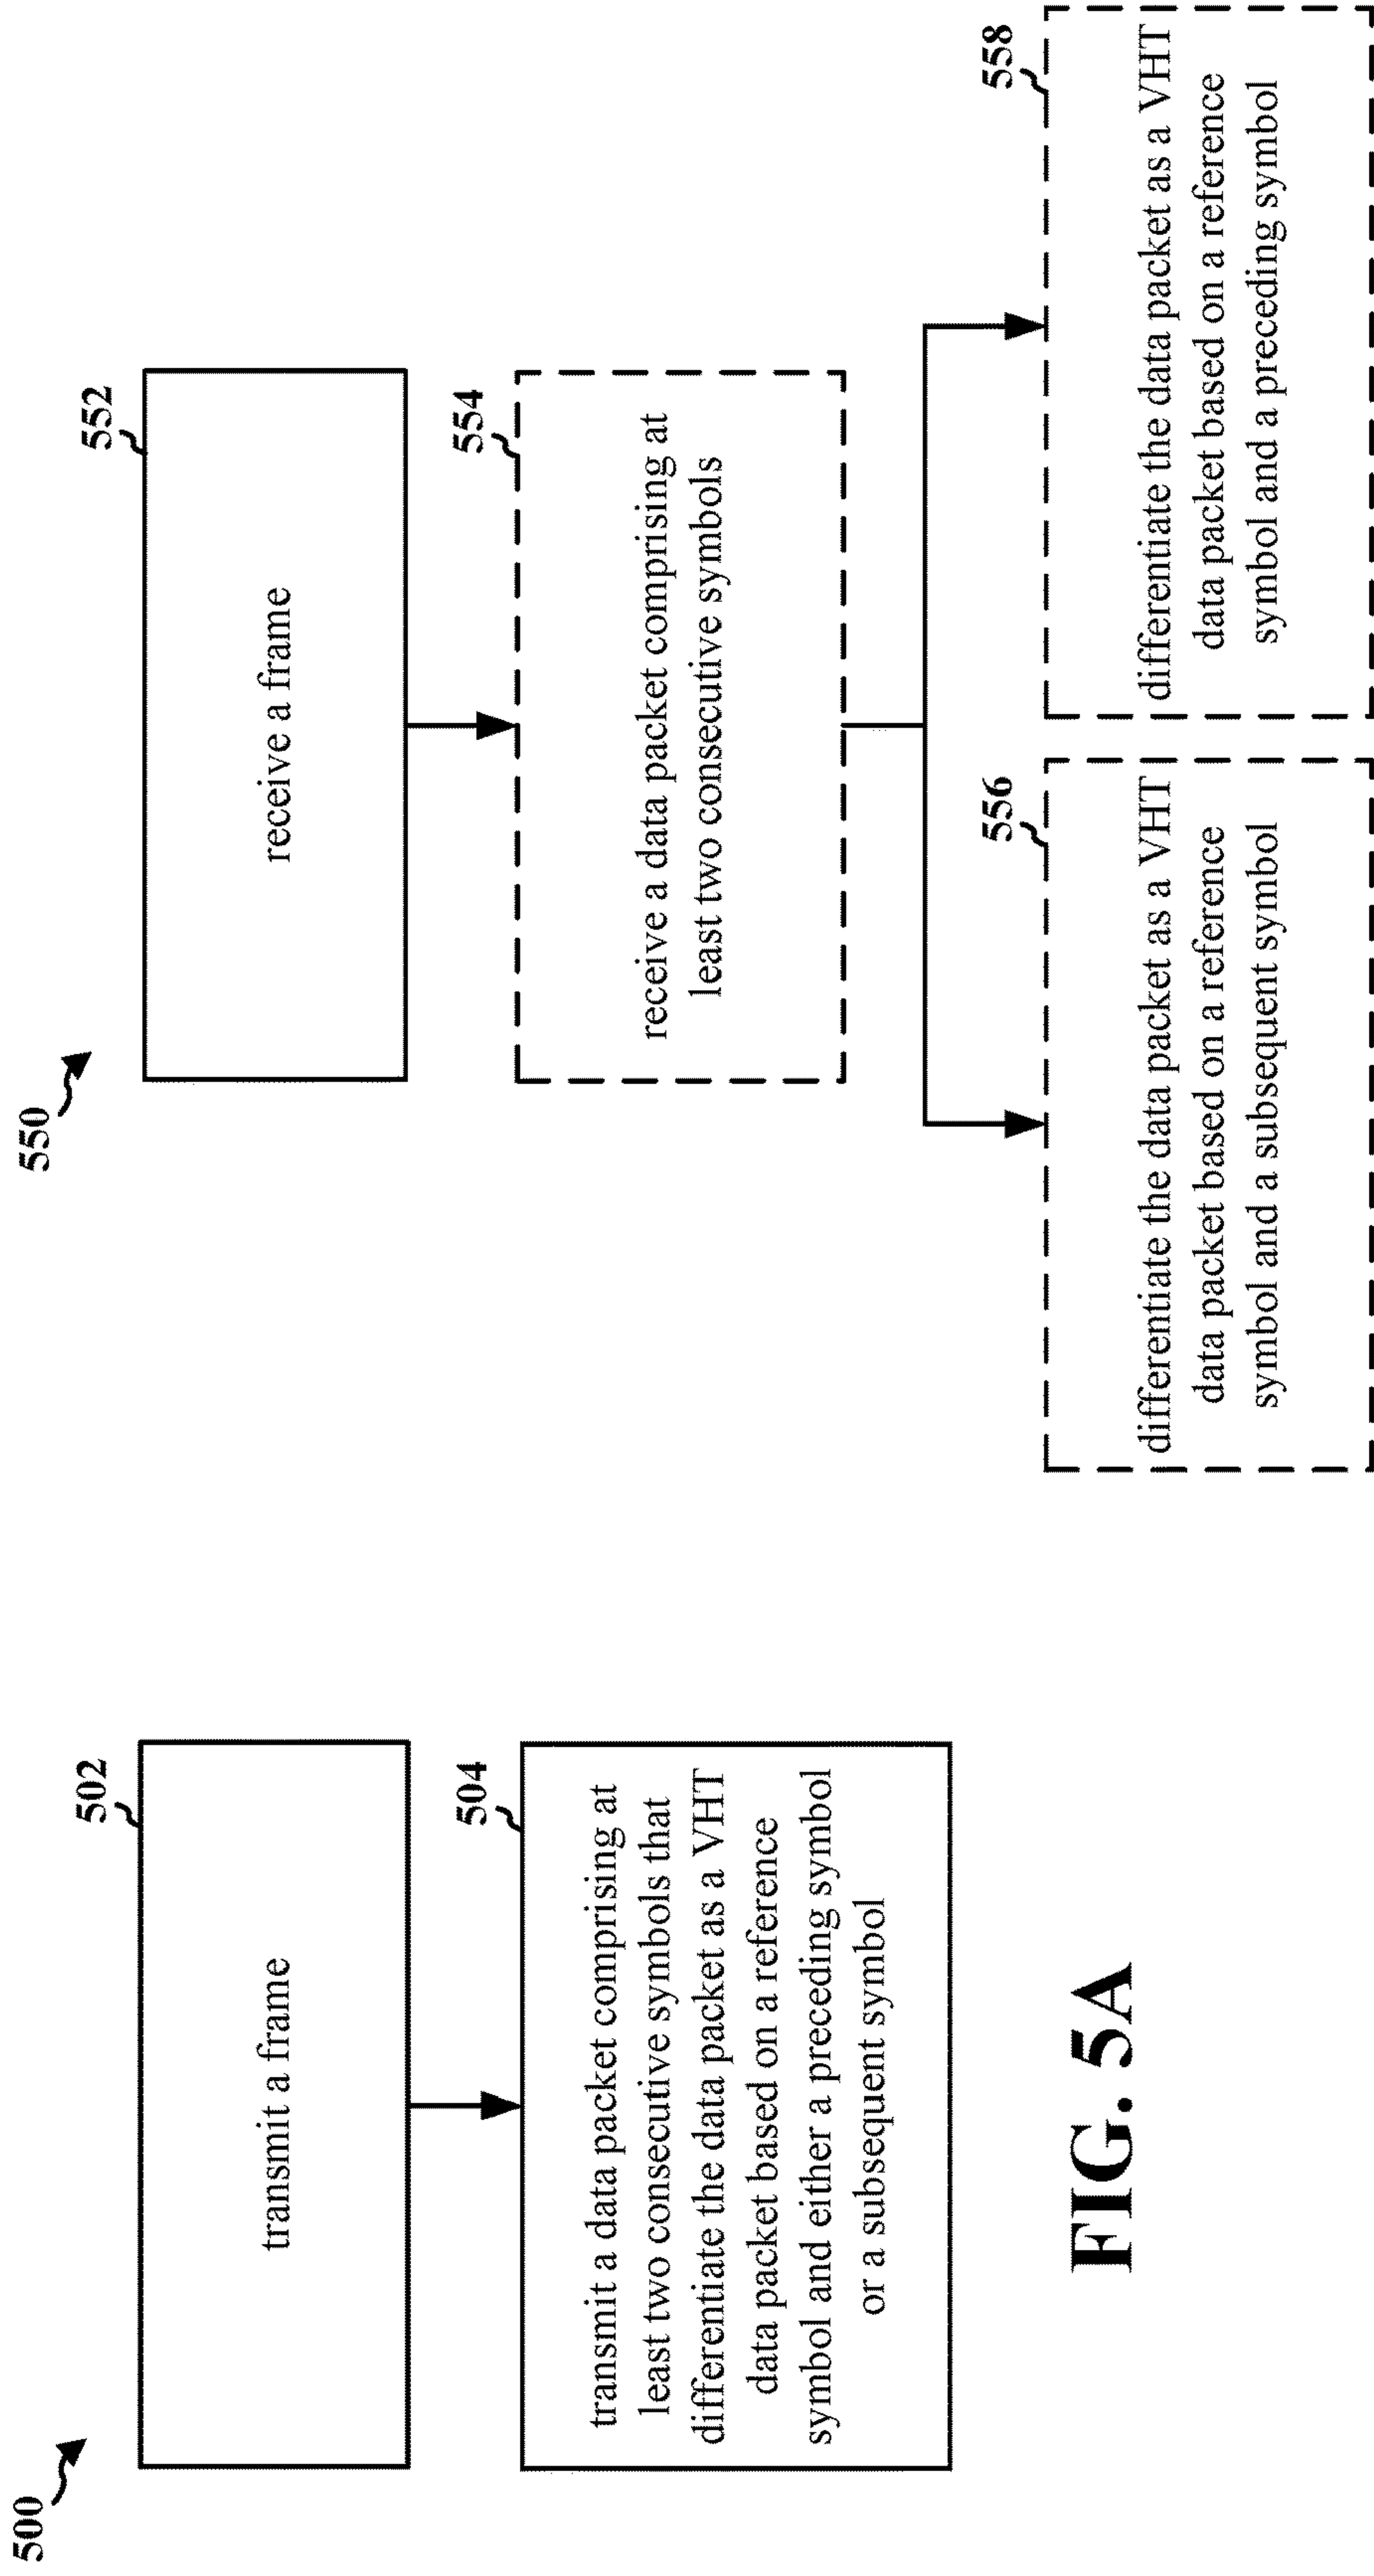 500
502
transmit a frame
504
transmit a data packet comprising at
least two consecutive symbols that
differentiate the data packet as a VHT
data packet based on a reference
symbol and either a preceding symbol
or a subsequent symbol
FIG. 5A
550
552
receive a frame
554
receive a data packet comprising at
least two consecutive symbols
556
differentiate the data packet as a VHT
data packet based on a reference
symbol and a subsequent symbol
558
differentiate the data packet as a VHT
data packet based on a reference
symbol and a preceding symbol